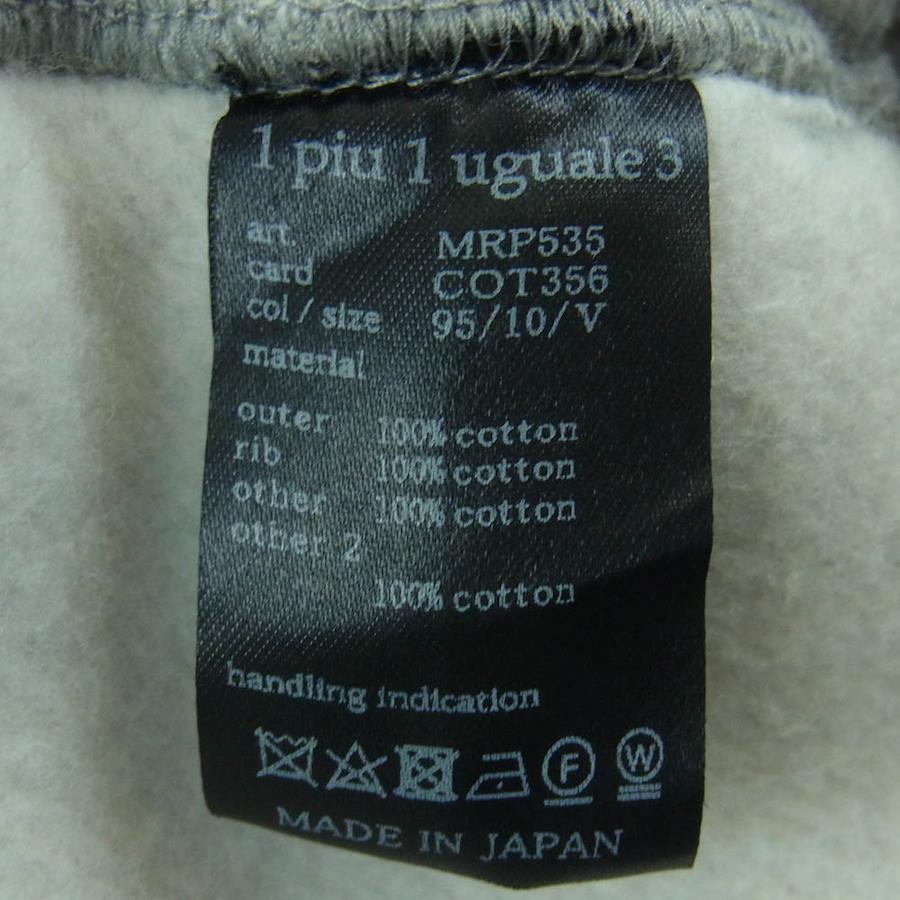 1 piu 1 uguale 3
art. MRP535
card COT356
col / size 95/10/V
material
outer 100% cotton
rib 100% cotton
other 100% cotton
other 2
100% cotton
handling indication
F W
MADE IN JAPAN